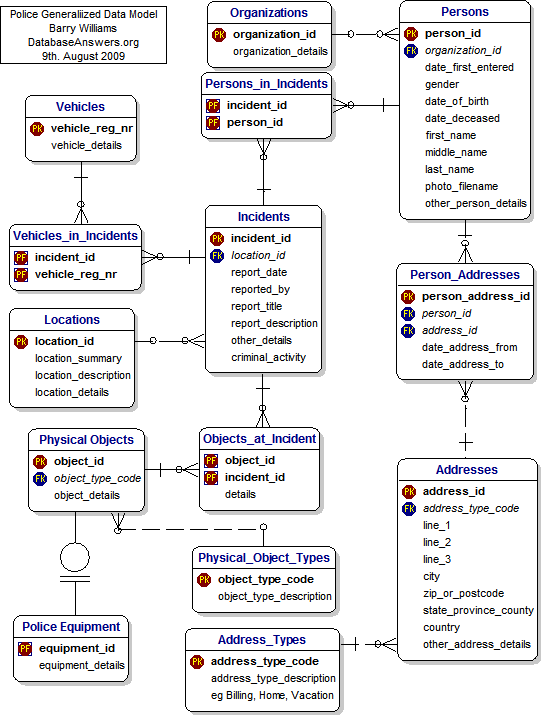 Police Generaliized Data Model
Barry Williams
DatabaseAnswers.org
9th. August 2009
Organizations
PK organization_id
organization_details
Persons
PK person_id
FK organization_id
date_first_entered
gender
date_of_birth
date_deceased
first_name
middle_name
last_name
photo_filename
other_person_details
Persons_in_Incidents
PF incident_id
PF person_id
Vehicles
PK vehicle_reg_nr
vehicle_details
Vehicles_in_Incidents
PF incident_id
PF vehicle_reg_nr
Incidents
PK incident_id
FK location_id
report_date
reported_by
report_title
report_description
other_details
criminal_activity
Person_Addresses
PK person_address_id
FK person_id
FK address_id
date_address_from
date_address_to
Locations
PK location_id
location_summary
location_description
location_details
Physical Objects
PK object_id
FK object_type_code
object_details
Objects_at_Incident
PF object_id
PF incident_id
details
Addresses
PK address_id
FK address_type_code
line_1
line_2
line_3
city
zip_or_postcode
state_province_county
country
other_address_details
Physical_Object_Types
PK object_type_code
object_type_description
Police Equipment
PF equipment_id
equipment_details
Address_Types
PK address_type_code
address_type_description
eg Billing, Home, Vacation